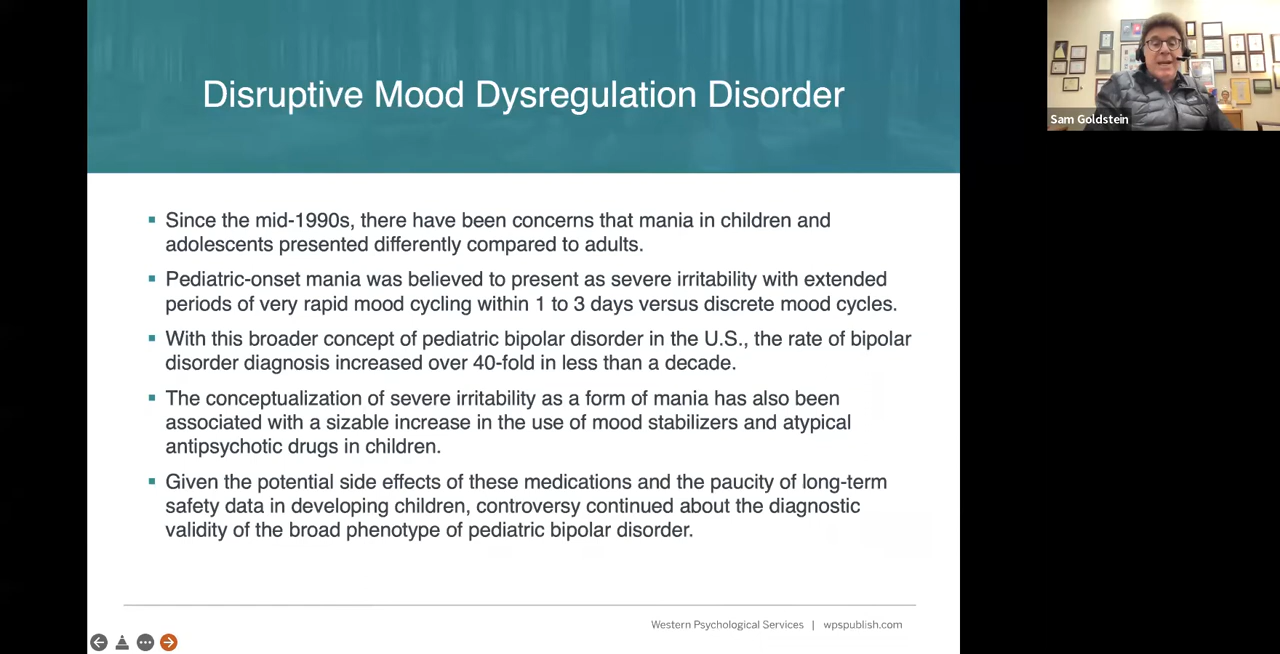 Disruptive Mood Dysregulation Disorder
Sam Goldstein
▪ Since the mid-1990s, there have been concerns that mania in children and
adolescents presented differently compared to adults.
▪ Pediatric-onset mania was believed to present as severe irritability with extended
periods of very rapid mood cycling within 1 to 3 days versus discrete mood cycles.
▪ With this broader concept of pediatric bipolar disorder in the U.S., the rate of bipolar
disorder diagnosis increased over 40-fold in less than a decade.
▪ The conceptualization of severe irritability as a form of mania has also been
associated with a sizable increase in the use of mood stabilizers and atypical
antipsychotic drugs in children.
▪ Given the potential side effects of these medications and the paucity of long-term
safety data in developing children, controversy continued about the diagnostic
validity of the broad phenotype of pediatric bipolar disorder.
Western Psychological Services | wpspublish.com